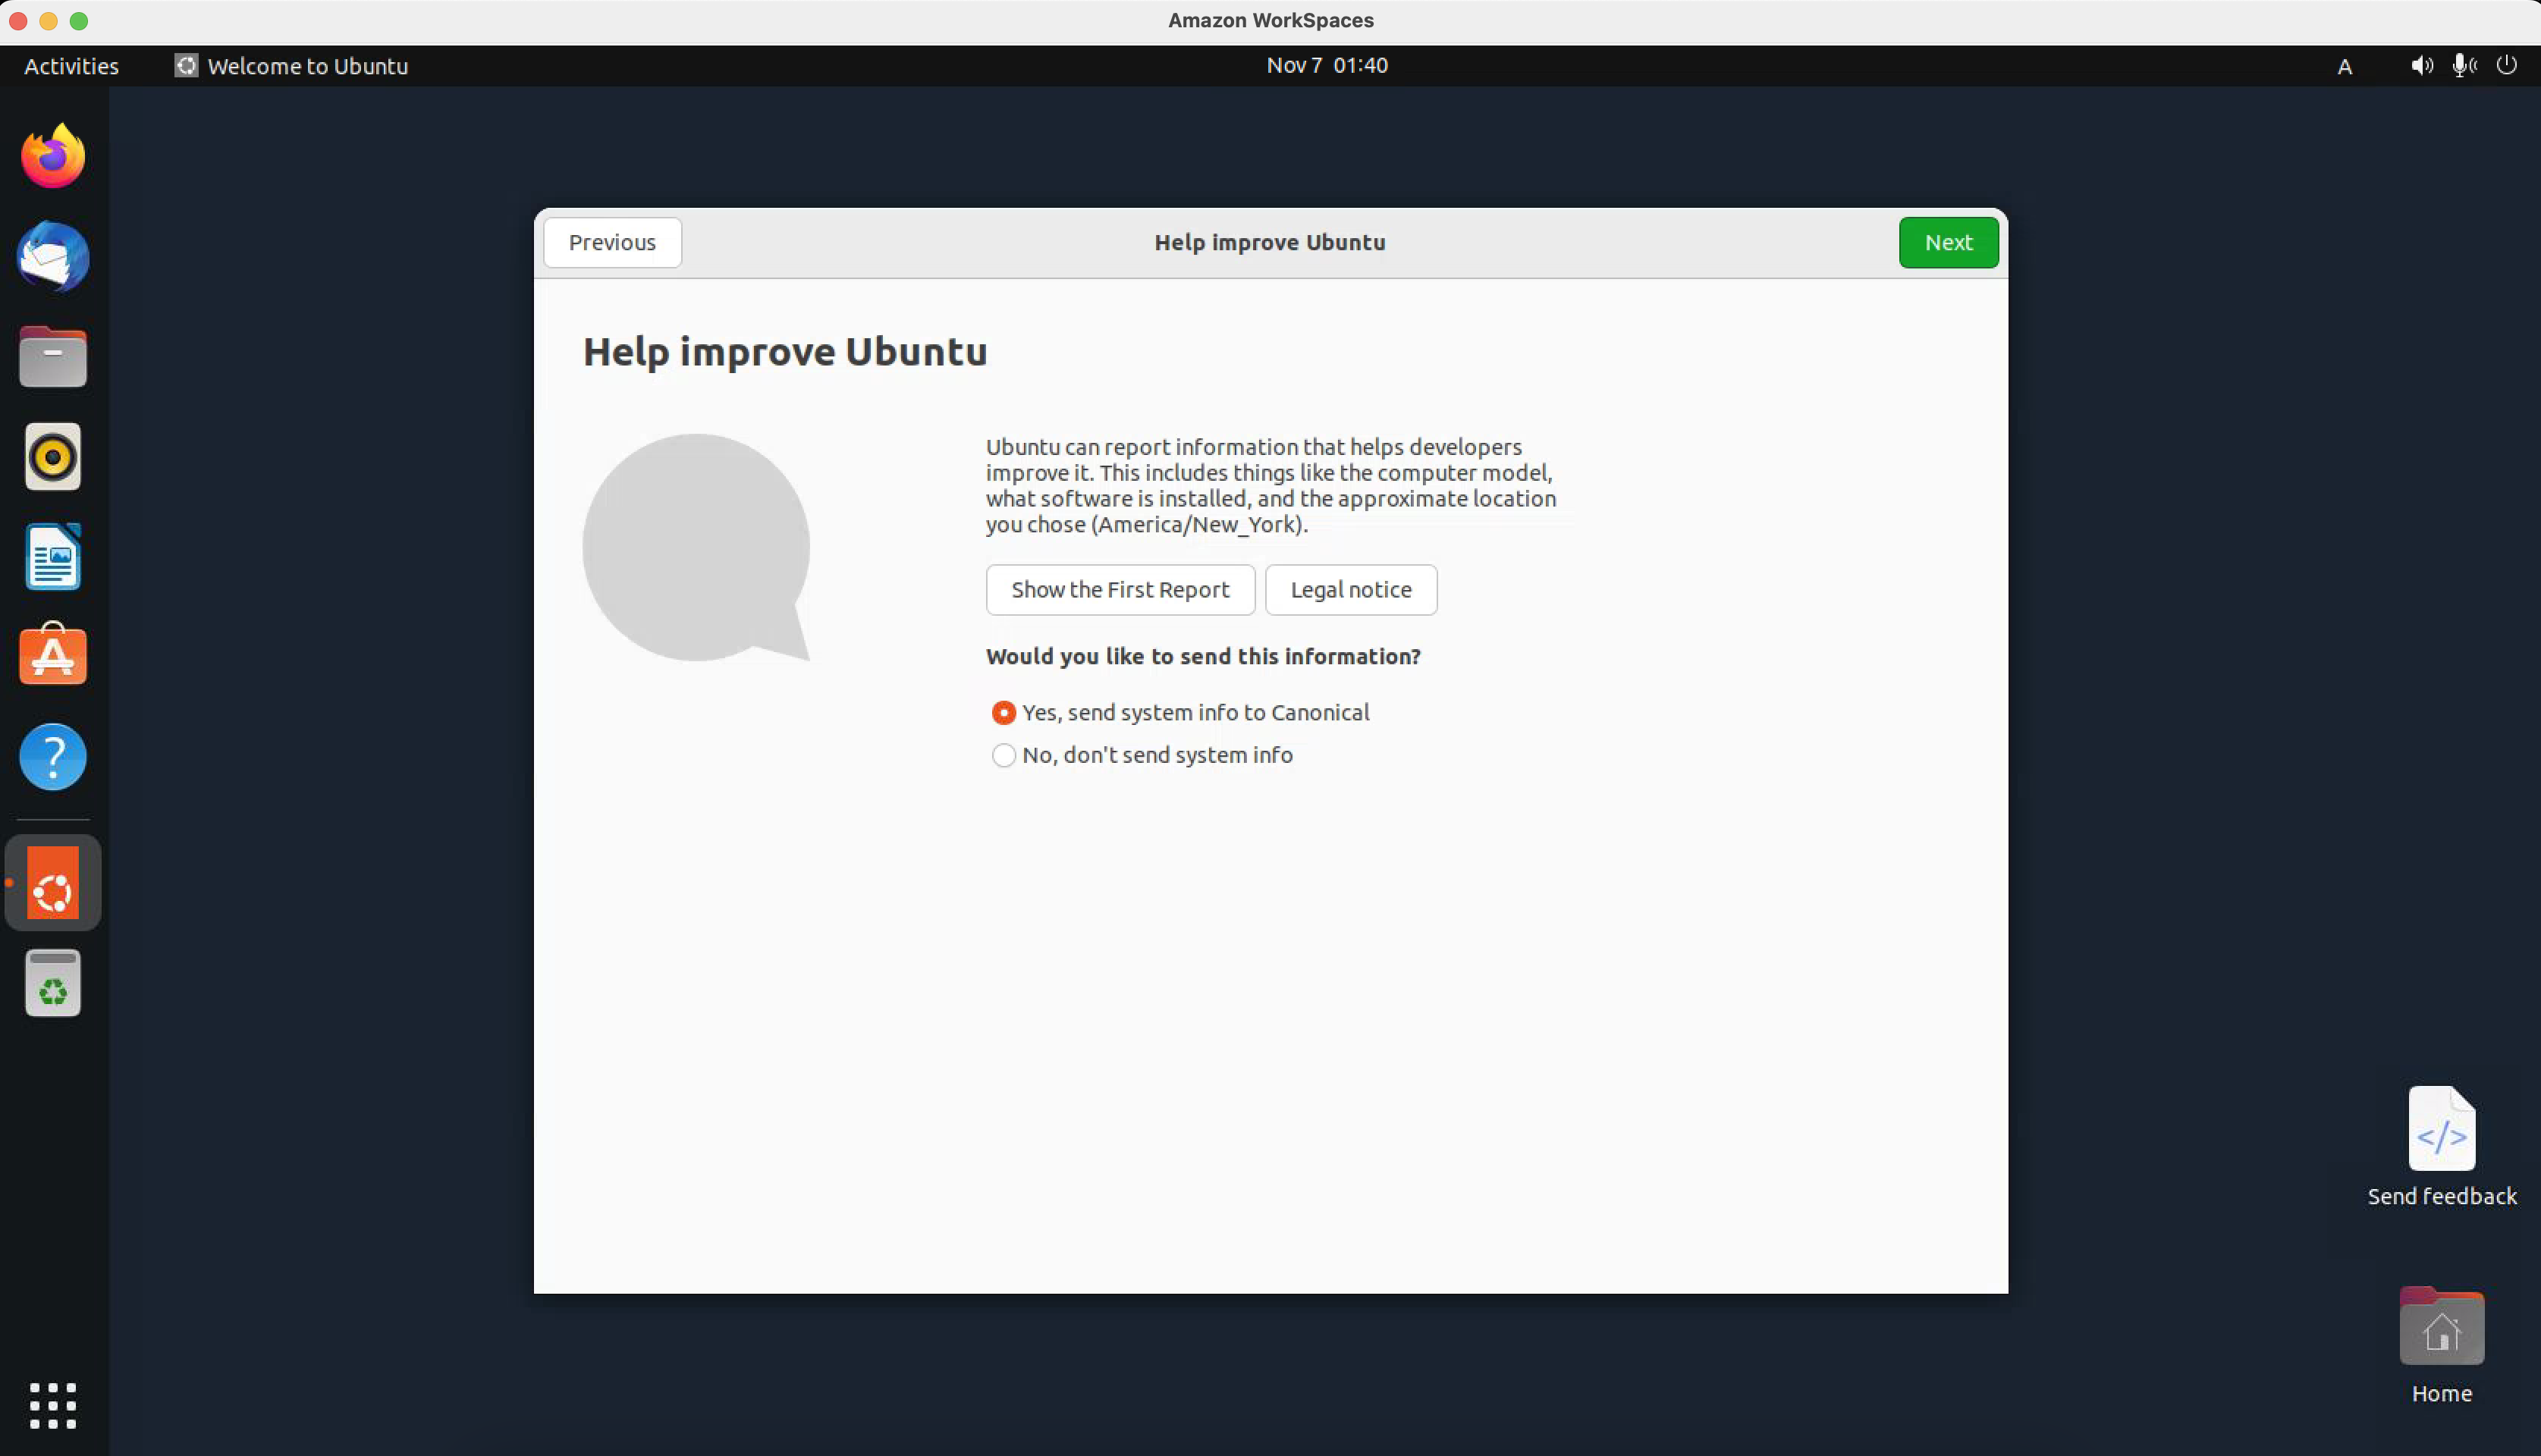 Amazon WorkSpaces
Activities
Welcome to Ubuntu
Nov 7 01:40
A
Previous
Help improve Ubuntu
Next
Help improve Ubuntu
Ubuntu can report information that helps developers
improve it. This includes things like the computer model,
what software is installed, and the approximate location
you chose (America/New_York).
Show the First Report
Legal notice
Would you like to send this information?
Yes, send system info to Canonical
No, don't send system info
</>
Send feedback
Home